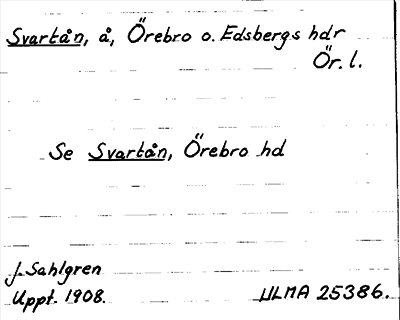 Svartån, å, Örebro o. Edsbergs hdr
Ör. l.
Se Svartån, Örebro hd
J. Sahlgren
Uppt. 1908.
ULMA 25386.